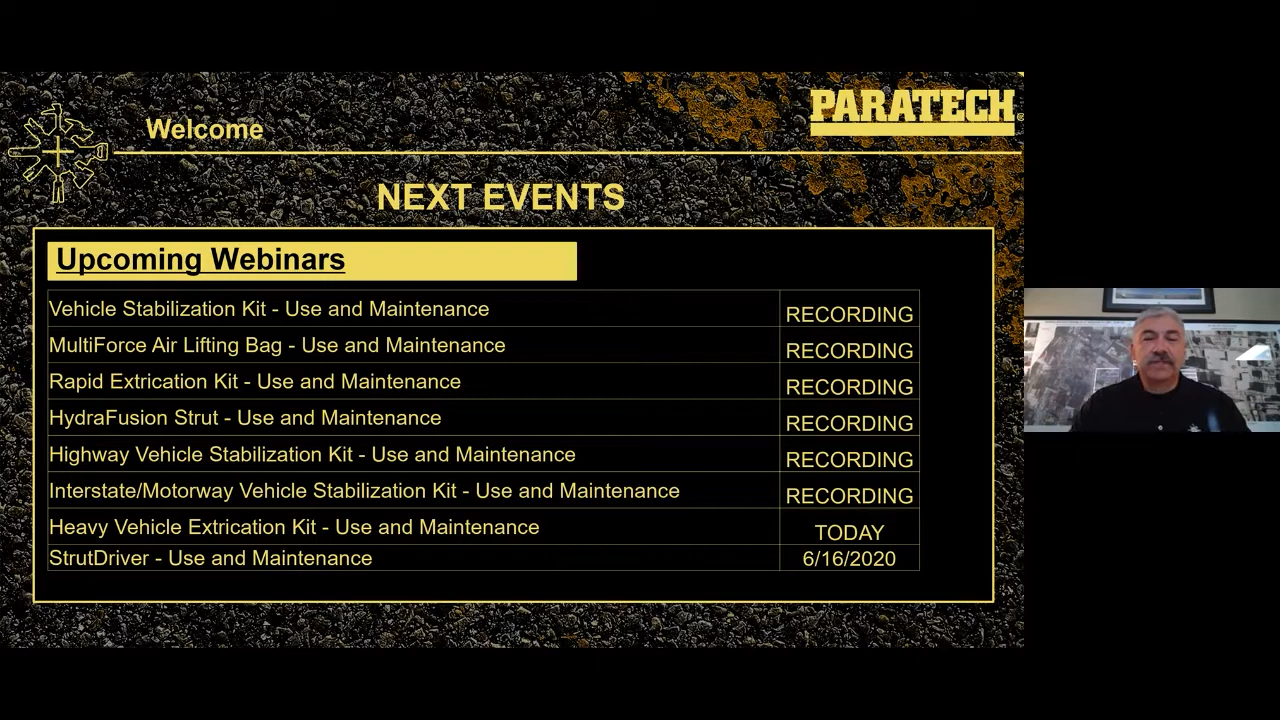 Welcome
PARATECH®
NEXT EVENTS
Upcoming Webinars
Vehicle Stabilization Kit - Use and Maintenance RECORDING
MultiForce Air Lifting Bag - Use and Maintenance RECORDING
Rapid Extrication Kit - Use and Maintenance RECORDING
HydraFusion Strut - Use and Maintenance RECORDING
Highway Vehicle Stabilization Kit - Use and Maintenance RECORDING
Interstate/Motorway Vehicle Stabilization Kit - Use and Maintenance RECORDING
Heavy Vehicle Extrication Kit - Use and Maintenance TODAY
StrutDriver - Use and Maintenance 6/16/2020